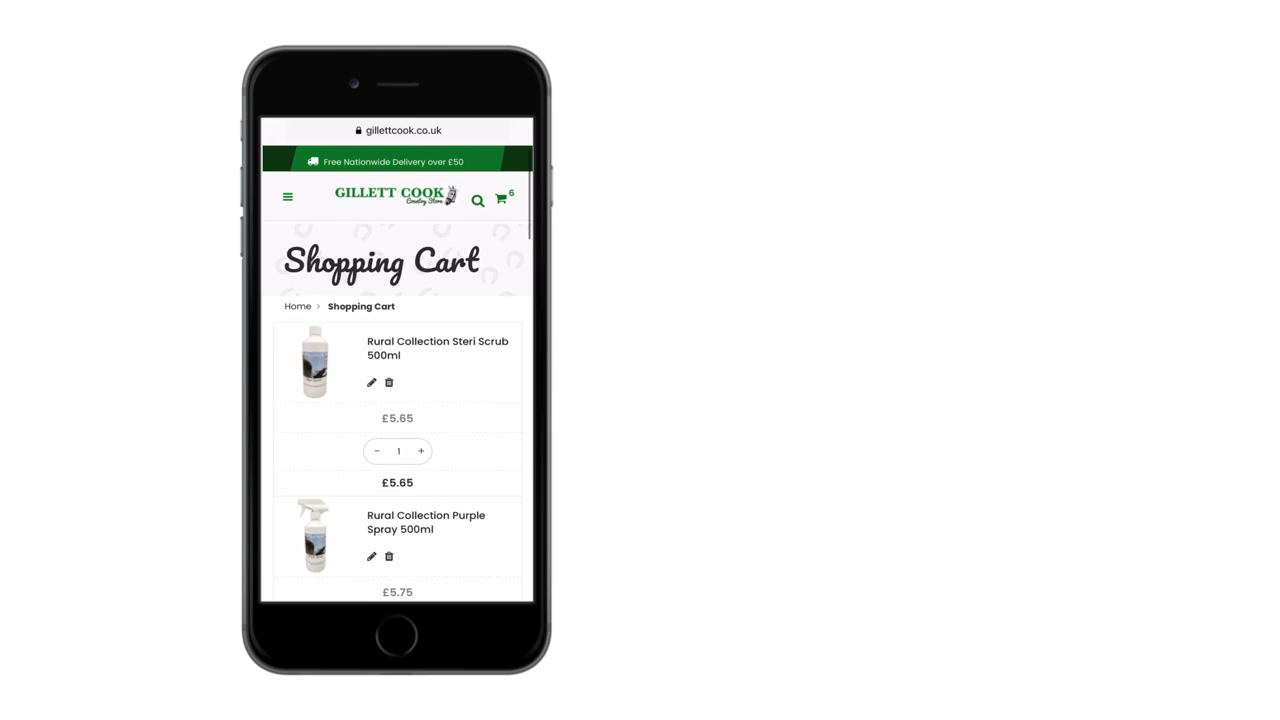 gillettcook.co.uk
Free Nationwide Delivery over £50
GILLETT COOK
Country Store
6
Shopping Cart
Home > Shopping Cart
Rural Collection Steri Scrub
500ml
£5.65
- 1 +
£5.65
Rural Collection Purple
Spray 500ml
£5.75